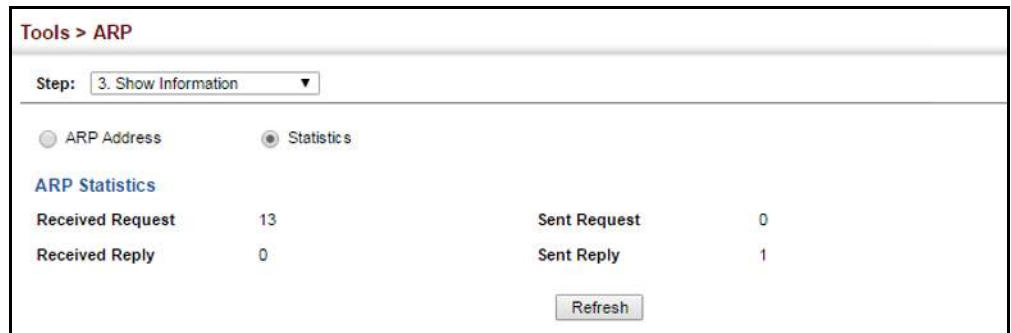 Tools > ARP
Step: 3. Show Information
ARP Address Statistics
ARP Statistics
Received Request 13 Sent Request 0
Received Reply 0 Sent Reply 1
Refresh